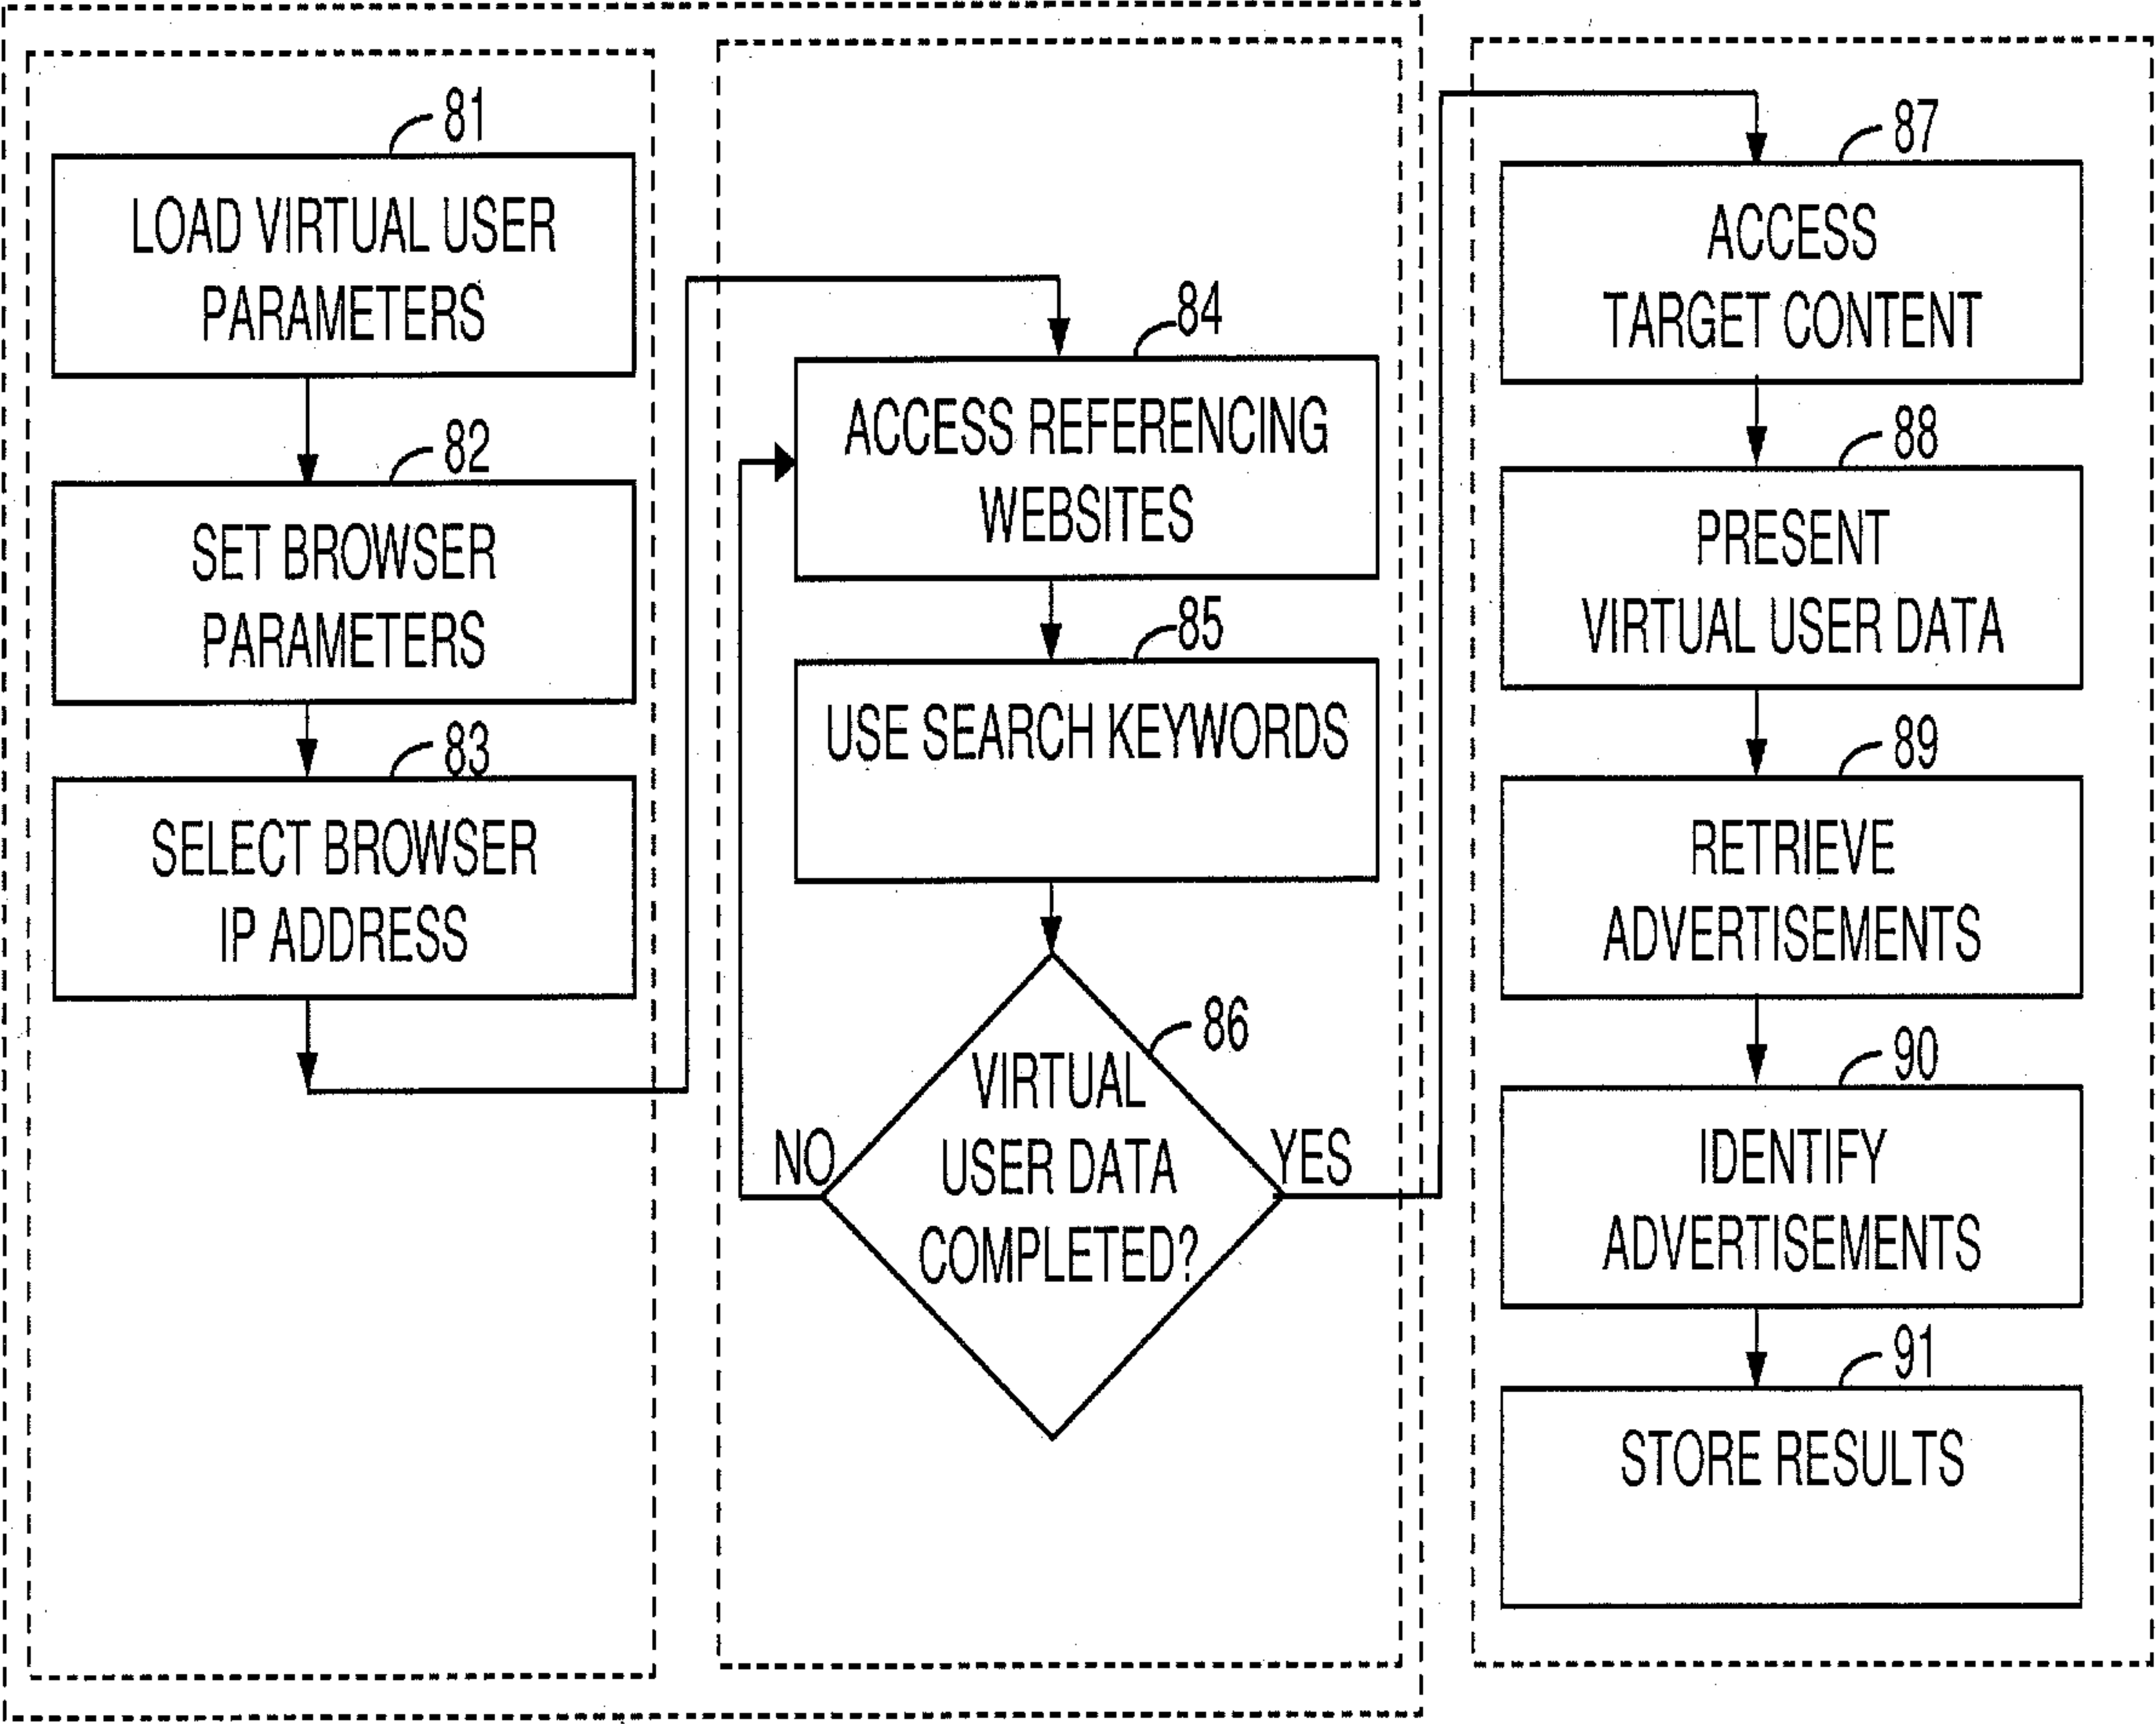 81
LOAD VIRTUAL USER
PARAMETERS
82
SET BROWSER
PARAMETERS
83
SELECT BROWSER
IP ADDRESS
84
ACCESS REFERENCING
WEBSITES
85
USE SEARCH KEYWORDS
86
VIRTUAL
USER DATA
COMPLETED?
NO
YES
87
ACCESS
TARGET CONTENT
88
PRESENT
VIRTUAL USER DATA
89
RETRIEVE
ADVERTISEMENTS
90
IDENTIFY
ADVERTISEMENTS
91
STORE RESULTS